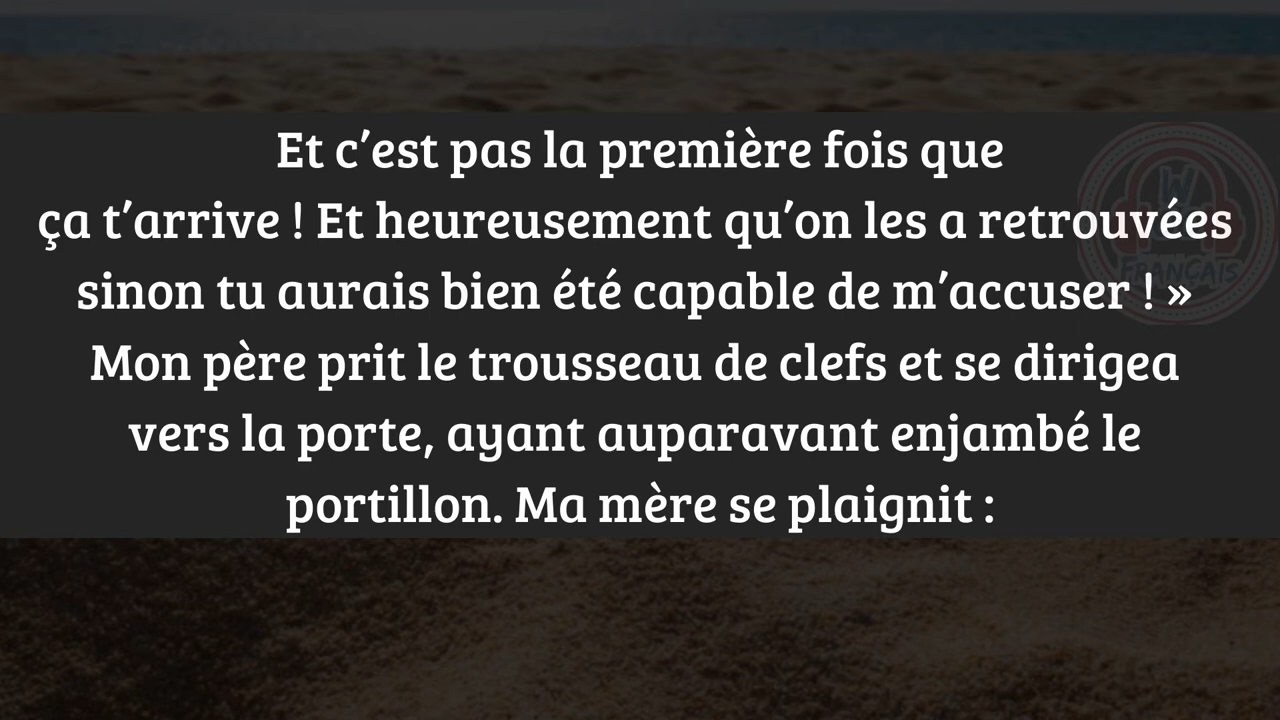 Et c’est pas la première fois que
ça t’arrive ! Et heureusement qu’on les a retrouvées
sinon tu aurais bien été capable de m’accuser ! »
Mon père prit le trousseau de clefs et se dirigea
vers la porte, ayant auparavant enjambé le
portillon. Ma mère se plaignit :
W
FRANÇAIS